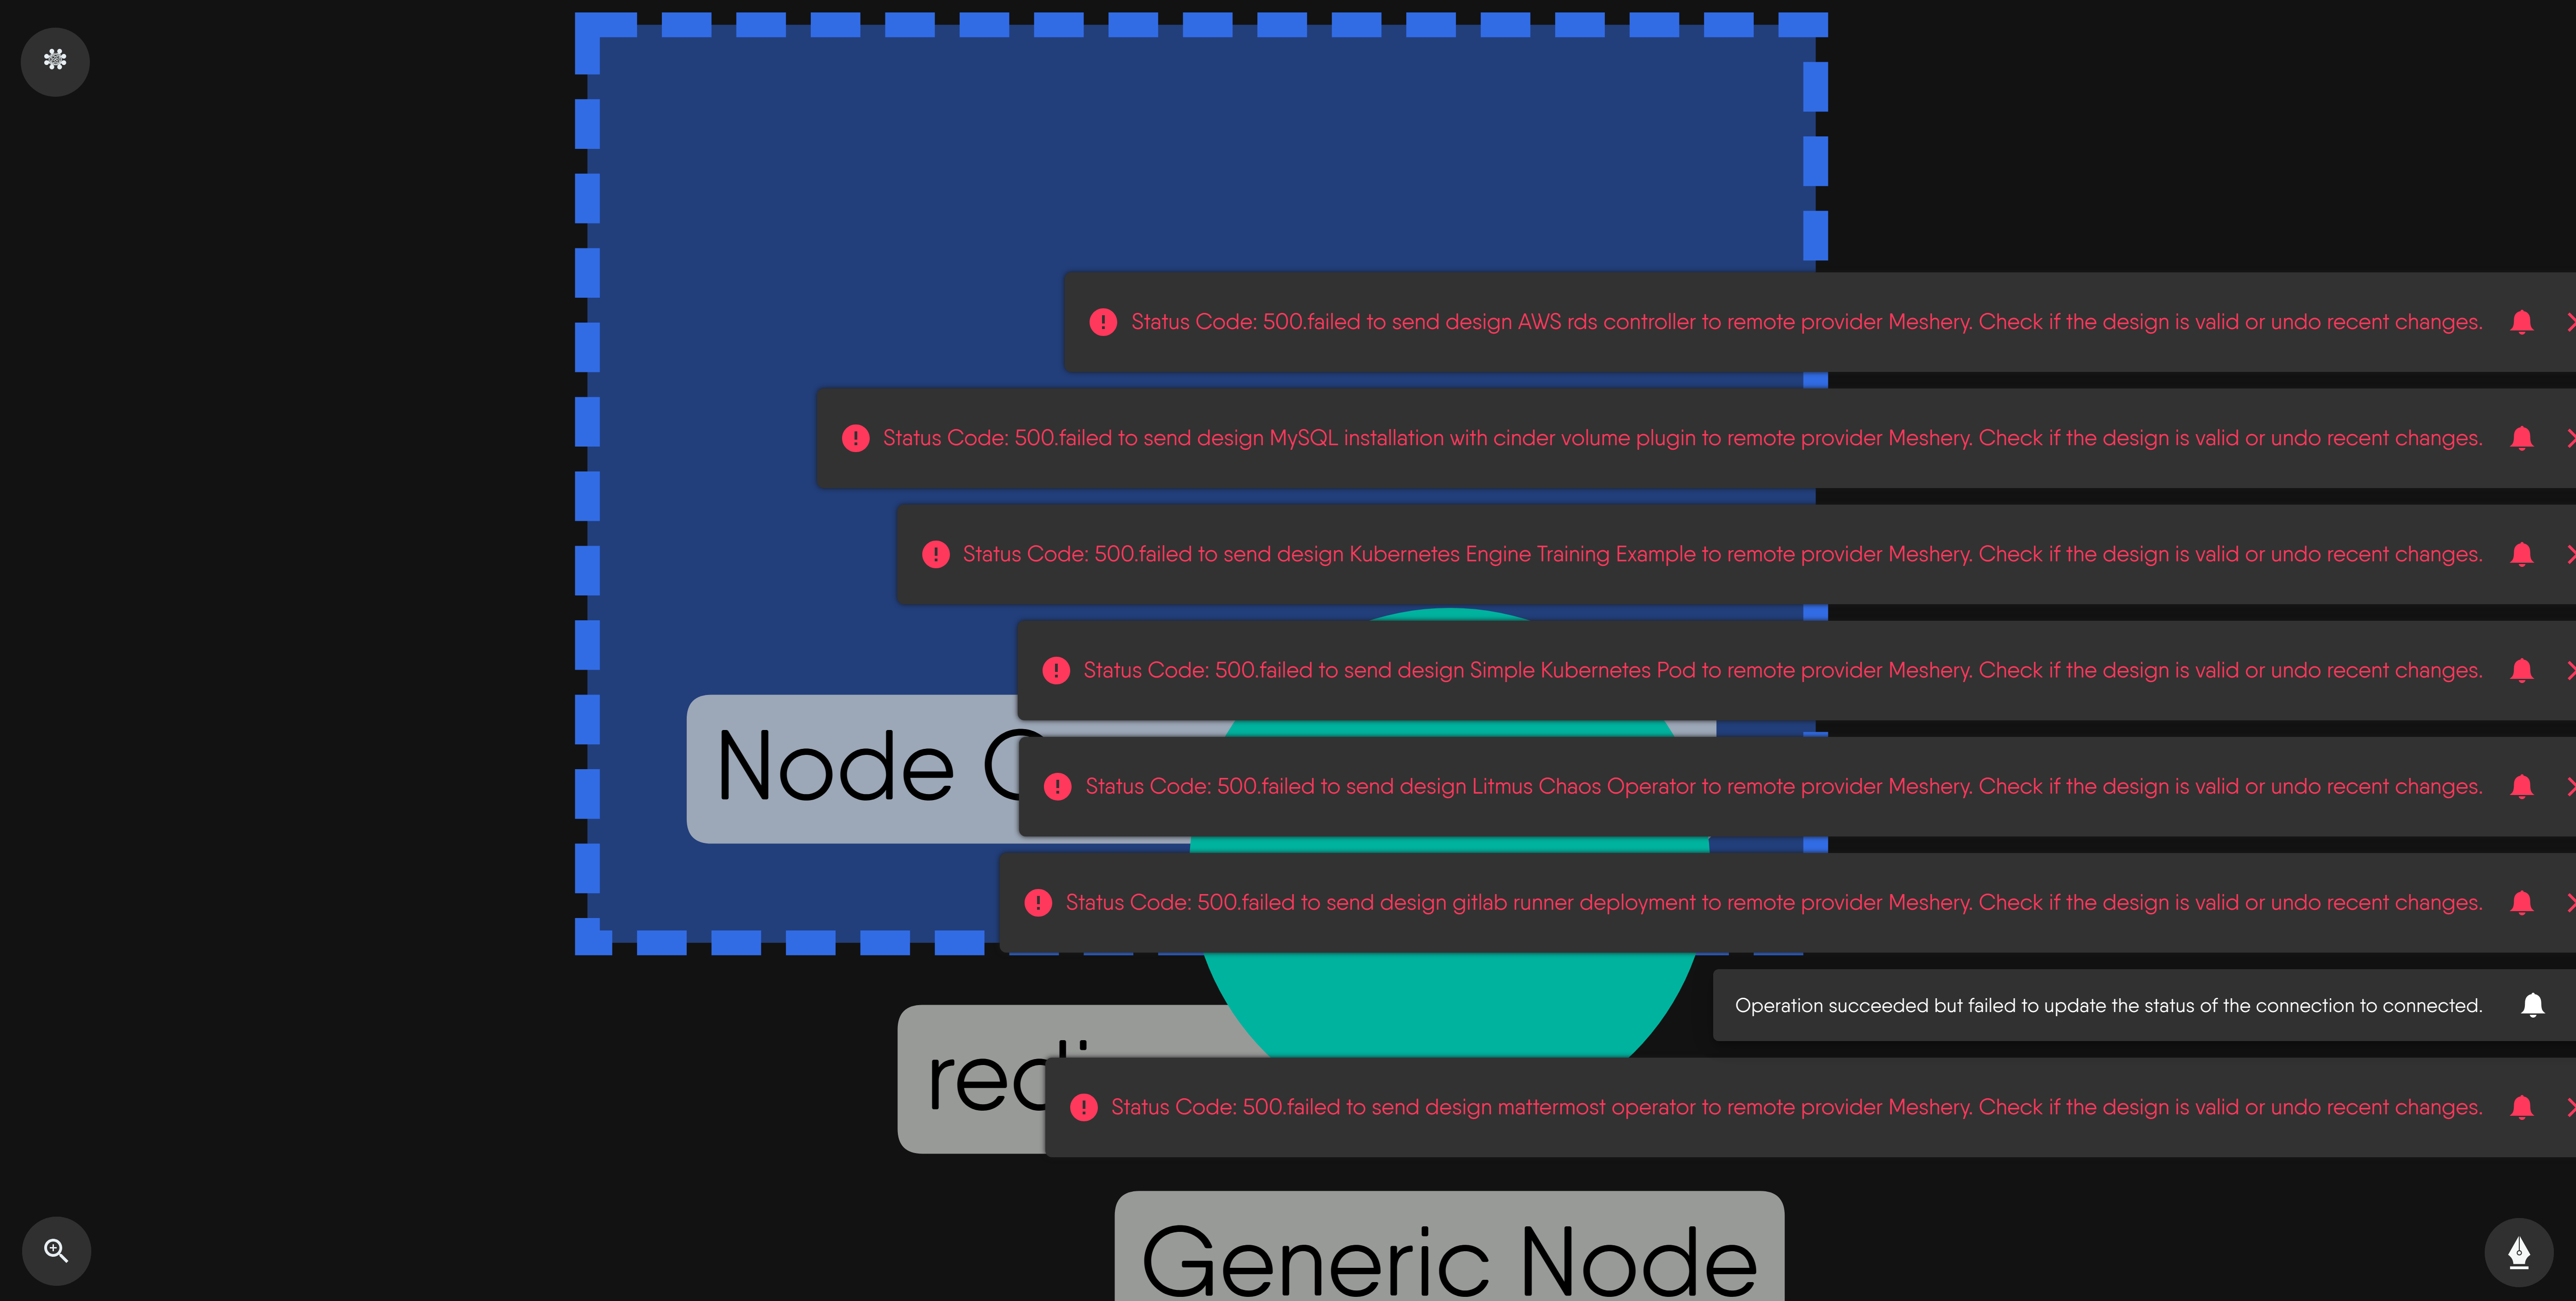 Status Code: 500.failed to send design AWS rds controller to remote provider Meshery. Check if the design is valid or undo recent changes.
Status Code: 500.failed to send design MySQL installation with cinder volume plugin to remote provider Meshery. Check if the design is valid or undo recent changes.
Status Code: 500.failed to send design Kubernetes Engine Training Example to remote provider Meshery. Check if the design is valid or undo recent changes.
Status Code: 500.failed to send design Simple Kubernetes Pod to remote provider Meshery. Check if the design is valid or undo recent changes.
Node
Status Code: 500.failed to send design Litmus Chaos Operator to remote provider Meshery. Check if the design is valid or undo recent changes.
Status Code: 500.failed to send design gitlab runner deployment to remote provider Meshery. Check if the design is valid or undo recent changes.
Operation succeeded but failed to update the status of the connection to connected.
Status Code: 500.failed to send design mattermost operator to remote provider Meshery. Check if the design is valid or undo recent changes.
Generic Node